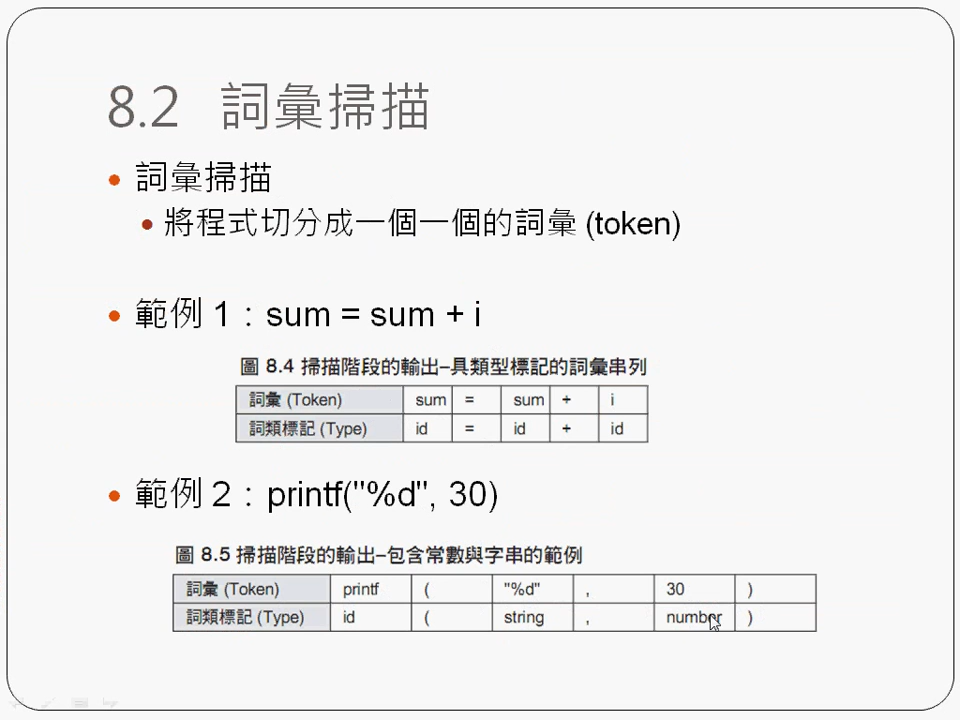 8.2 詞彙掃描
詞彙掃描
將程式切分成一個一個的詞彙 (token)
範例 1：sum = sum + i
圖 8.4 掃描階段的輸出–具類型標記的詞彙串列
詞彙 (Token) sum = sum + i
詞類標記 (Type) id = id + id
範例 2：printf("%d", 30)
圖 8.5 掃描階段的輸出–包含常數與字串的範例
詞彙 (Token) printf ( "%d" , 30 )
詞類標記 (Type) id ( string , number )